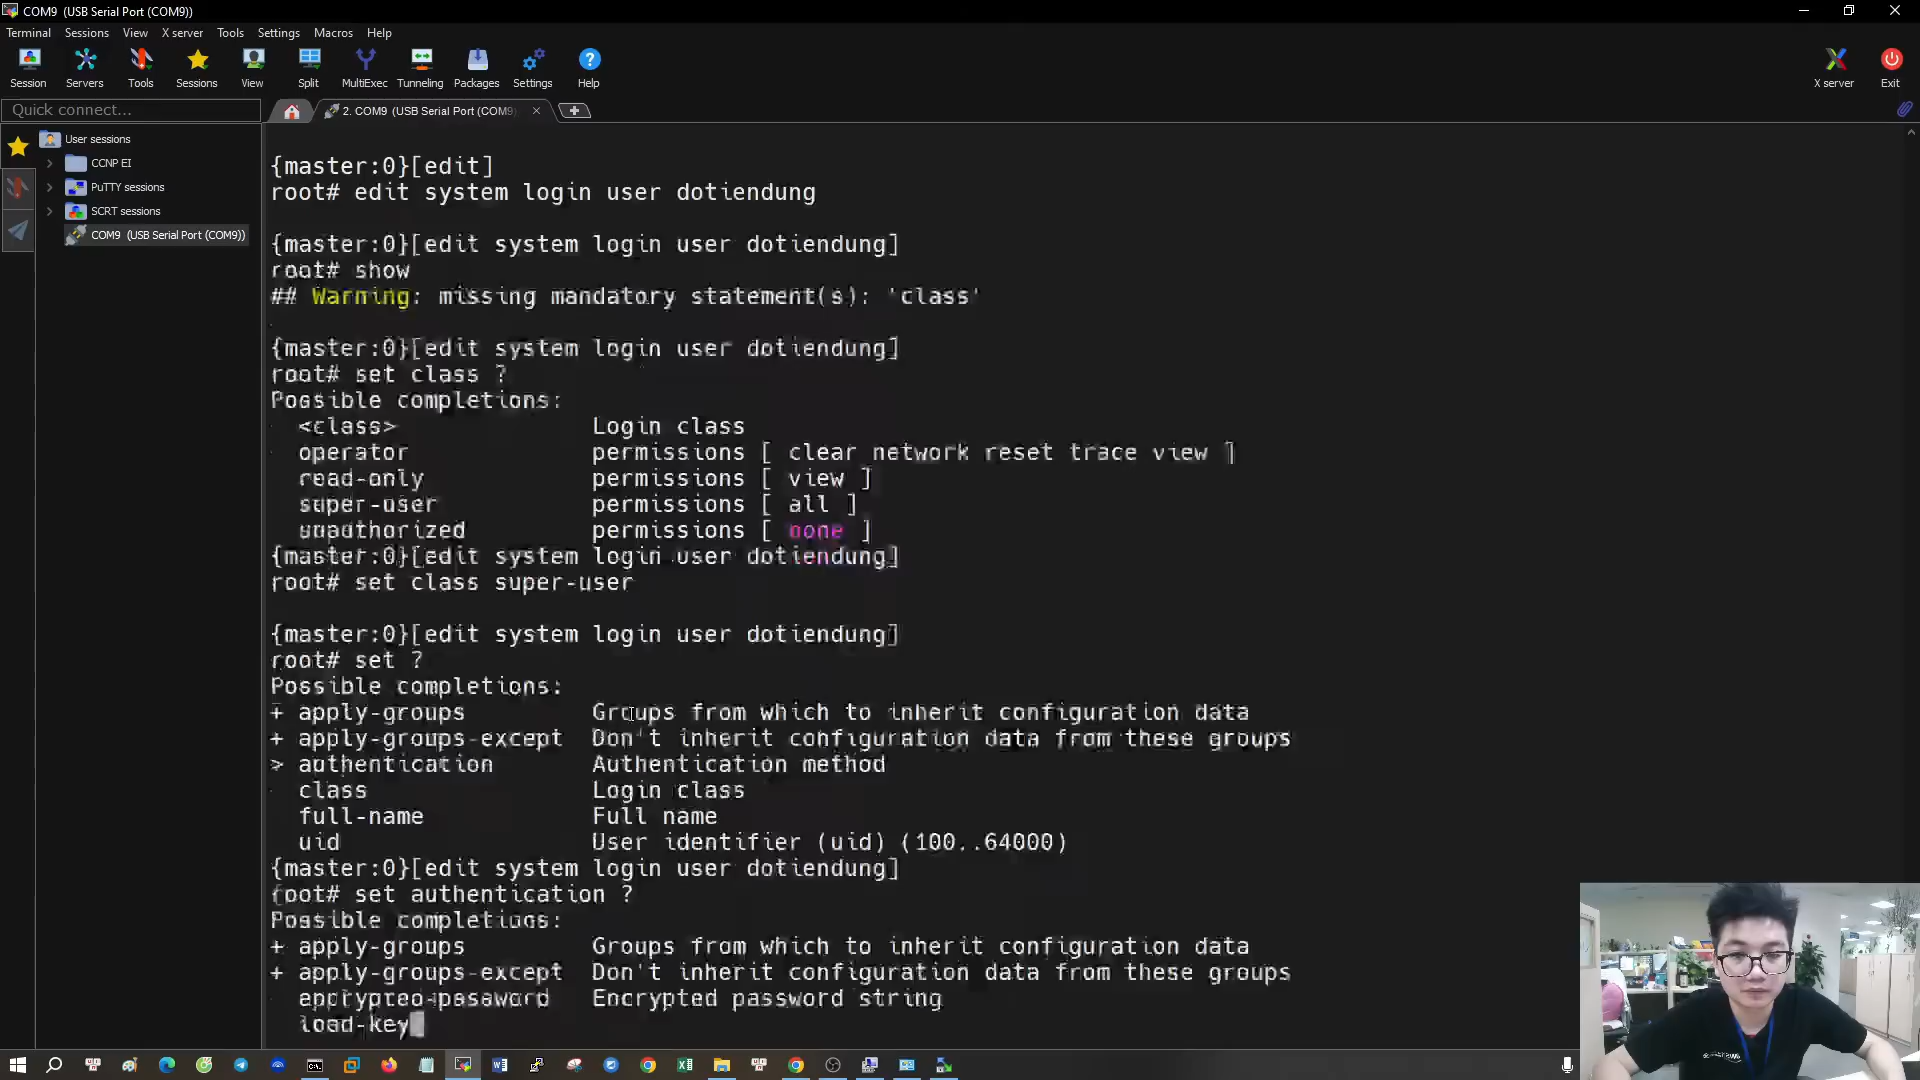 COM9 (USB Serial Port (COM9))
Terminal Sessions View X server Tools Settings Macros Help
Session Servers Tools Sessions View Split MultiExec Tunneling Packages Settings Help X server Exit
Quick connect...
2. COM9 (USB Serial Port (COM9)
User sessions
CCNP EI
PuTTY sessions
SCRT sessions
COM9 (USB Serial Port (COM9))
{master:0}[edit]
root# edit system login user dotiendung
{master:0}[edit system login user dotiendung]
root# show
## Warning: missing mandatory statement(s): 'class'
{master:0}[edit system login user dotiendung]
root# set class ?
Possible completions:
<class> Login class
operator permissions [ clear network reset trace view ]
read-only permissions [ view ]
super-user permissions [ all ]
unauthorized permissions [ none ]
{master:0}[edit system login user dotiendung]
root# set class super-user
{master:0}[edit system login user dotiendung]
root# set ?
Possible completions:
+ apply-groups Groups from which to inherit configuration data
+ apply-groups-except Don't inherit configuration data from these groups
> authentication Authentication method
class Login class
full-name Full name
uid User identifier (uid) (100..64000)
{master:0}[edit system login user dotiendung]
root# set authentication ?
Possible completions:
+ apply-groups Groups from which to inherit configuration data
+ apply-groups-except Don't inherit configuration data from these groups
encrypted-password Encrypted password string
load-key